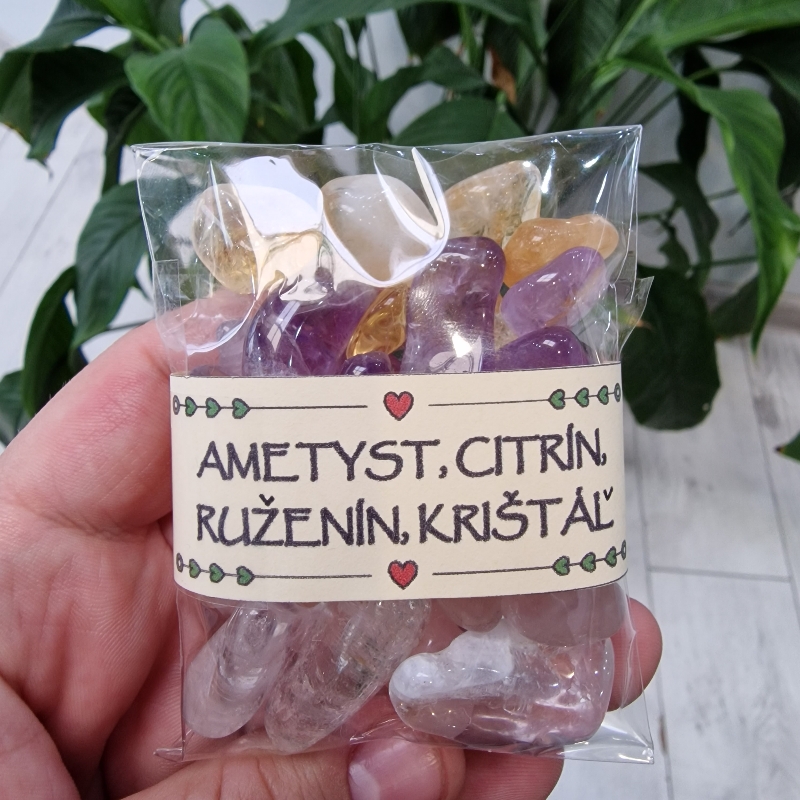 AMETYST, CITRÍN,
RUŽENÍN, KRIŠTÁĽ